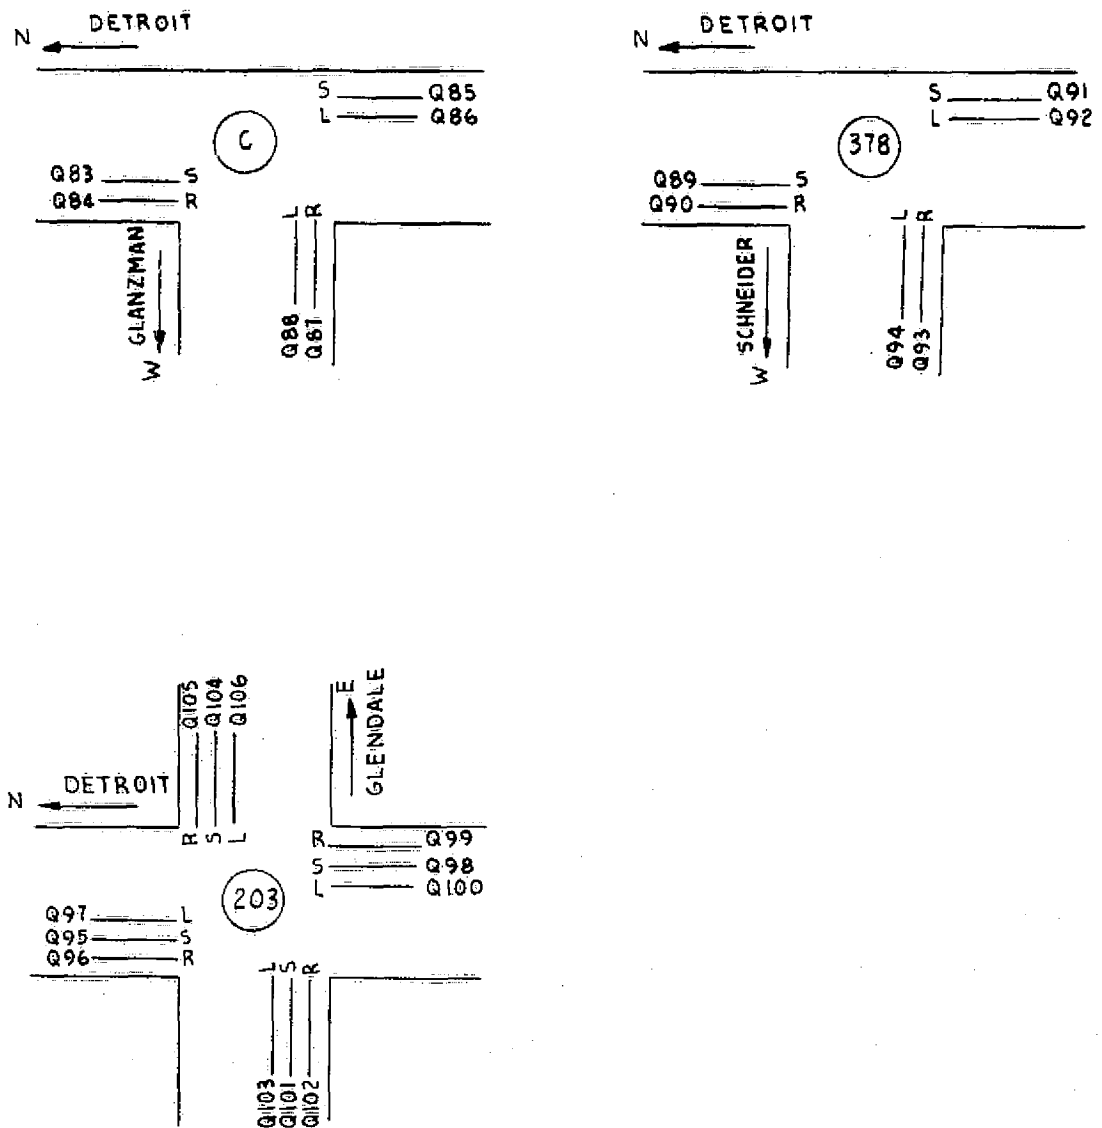 DETROIT
N
S Q85
L Q86
C
Q83 S
Q84 R
L R
GLANZMAN
W
Q88 Q87
DETROIT
N
S Q91
L Q92
378
Q89 S
Q90 R
L R
SCHNEIDER
W
Q94 Q93
Q105 Q104 Q106
E
GLENDALE
DETROIT
N
R S L
R Q99
S Q98
L Q100
203
Q97 L
Q95 S
Q96 R
L S R
Q103 Q101 Q102